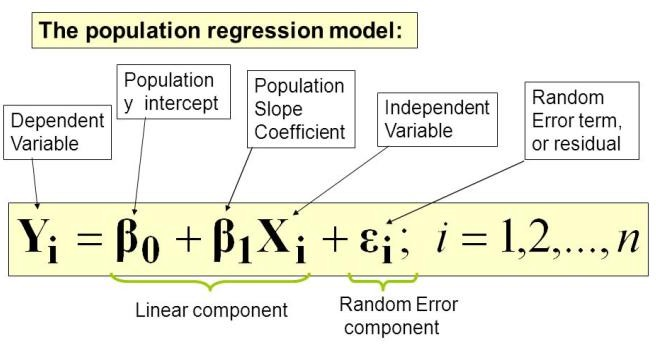 The population regression model:
Population
y intercept
Population
Slope
Coefficient
Independent
Variable
Random
Error term,
or residual
Dependent
Variable
Yi = β0 + β1Xi + εi; i = 1,2,..., n
Linear component
Random Error
component